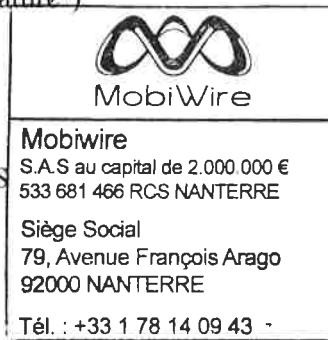 MobiWire
Mobiwire
S.A.S au capital de 2.000.000 €
533 681 466 RCS NANTERRE
Siège Social
79, Avenue François Arago
92000 NANTERRE
Tél. : +33 1 78 14 09 43